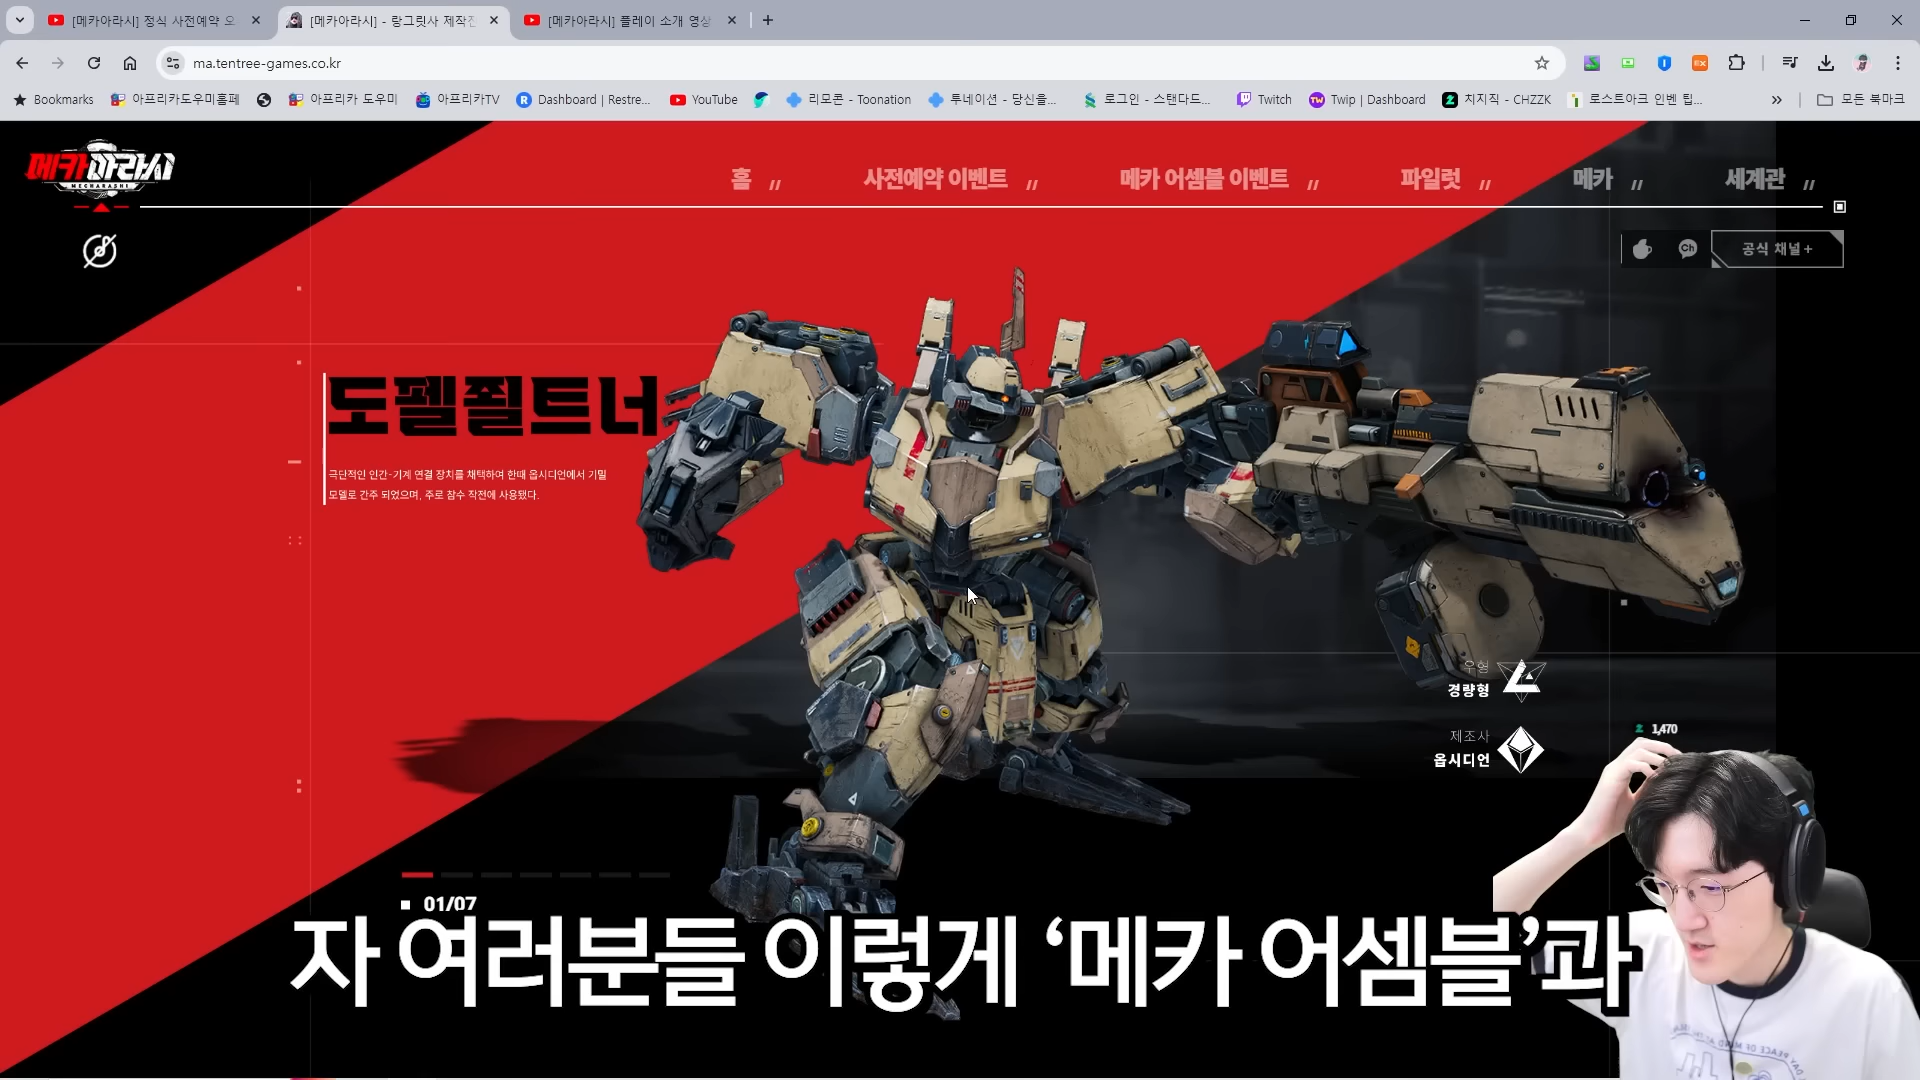 [메카아라시] 정식 사전예약 오
[메카아라시] - 랑그릿사 제작진
[메카아라시] 플레이 소개 영상
ma.tentree-games.co.kr
Bookmarks
아프리카도우미홈페
아프리카 도우미
아프리카TV
Dashboard | Restre...
YouTube
리모콘 - Toonation
투네이션 - 당신을...
로그인 - 스탠다드...
Twitch
Twip | Dashboard
치지직 - CHZZK
로스트아크 인벤 팁...
모든 북마크
메카아라시
MECHARASHI
홈
사전예약 이벤트
메카 어셈블 이벤트
파일럿
메카
세계관
공식 채널 +
도펠죌트너
극단적인 인간-기계 연결 장치를 채택하여 한때 옵시디언에서 기밀
모델로 간주 되었으며, 주로 참수 작전에 사용됐다.
유형
경량형
제조사
옵시디언
1,470
01/07
자 여러분들 이렇게 ‘메카 어셈블’과